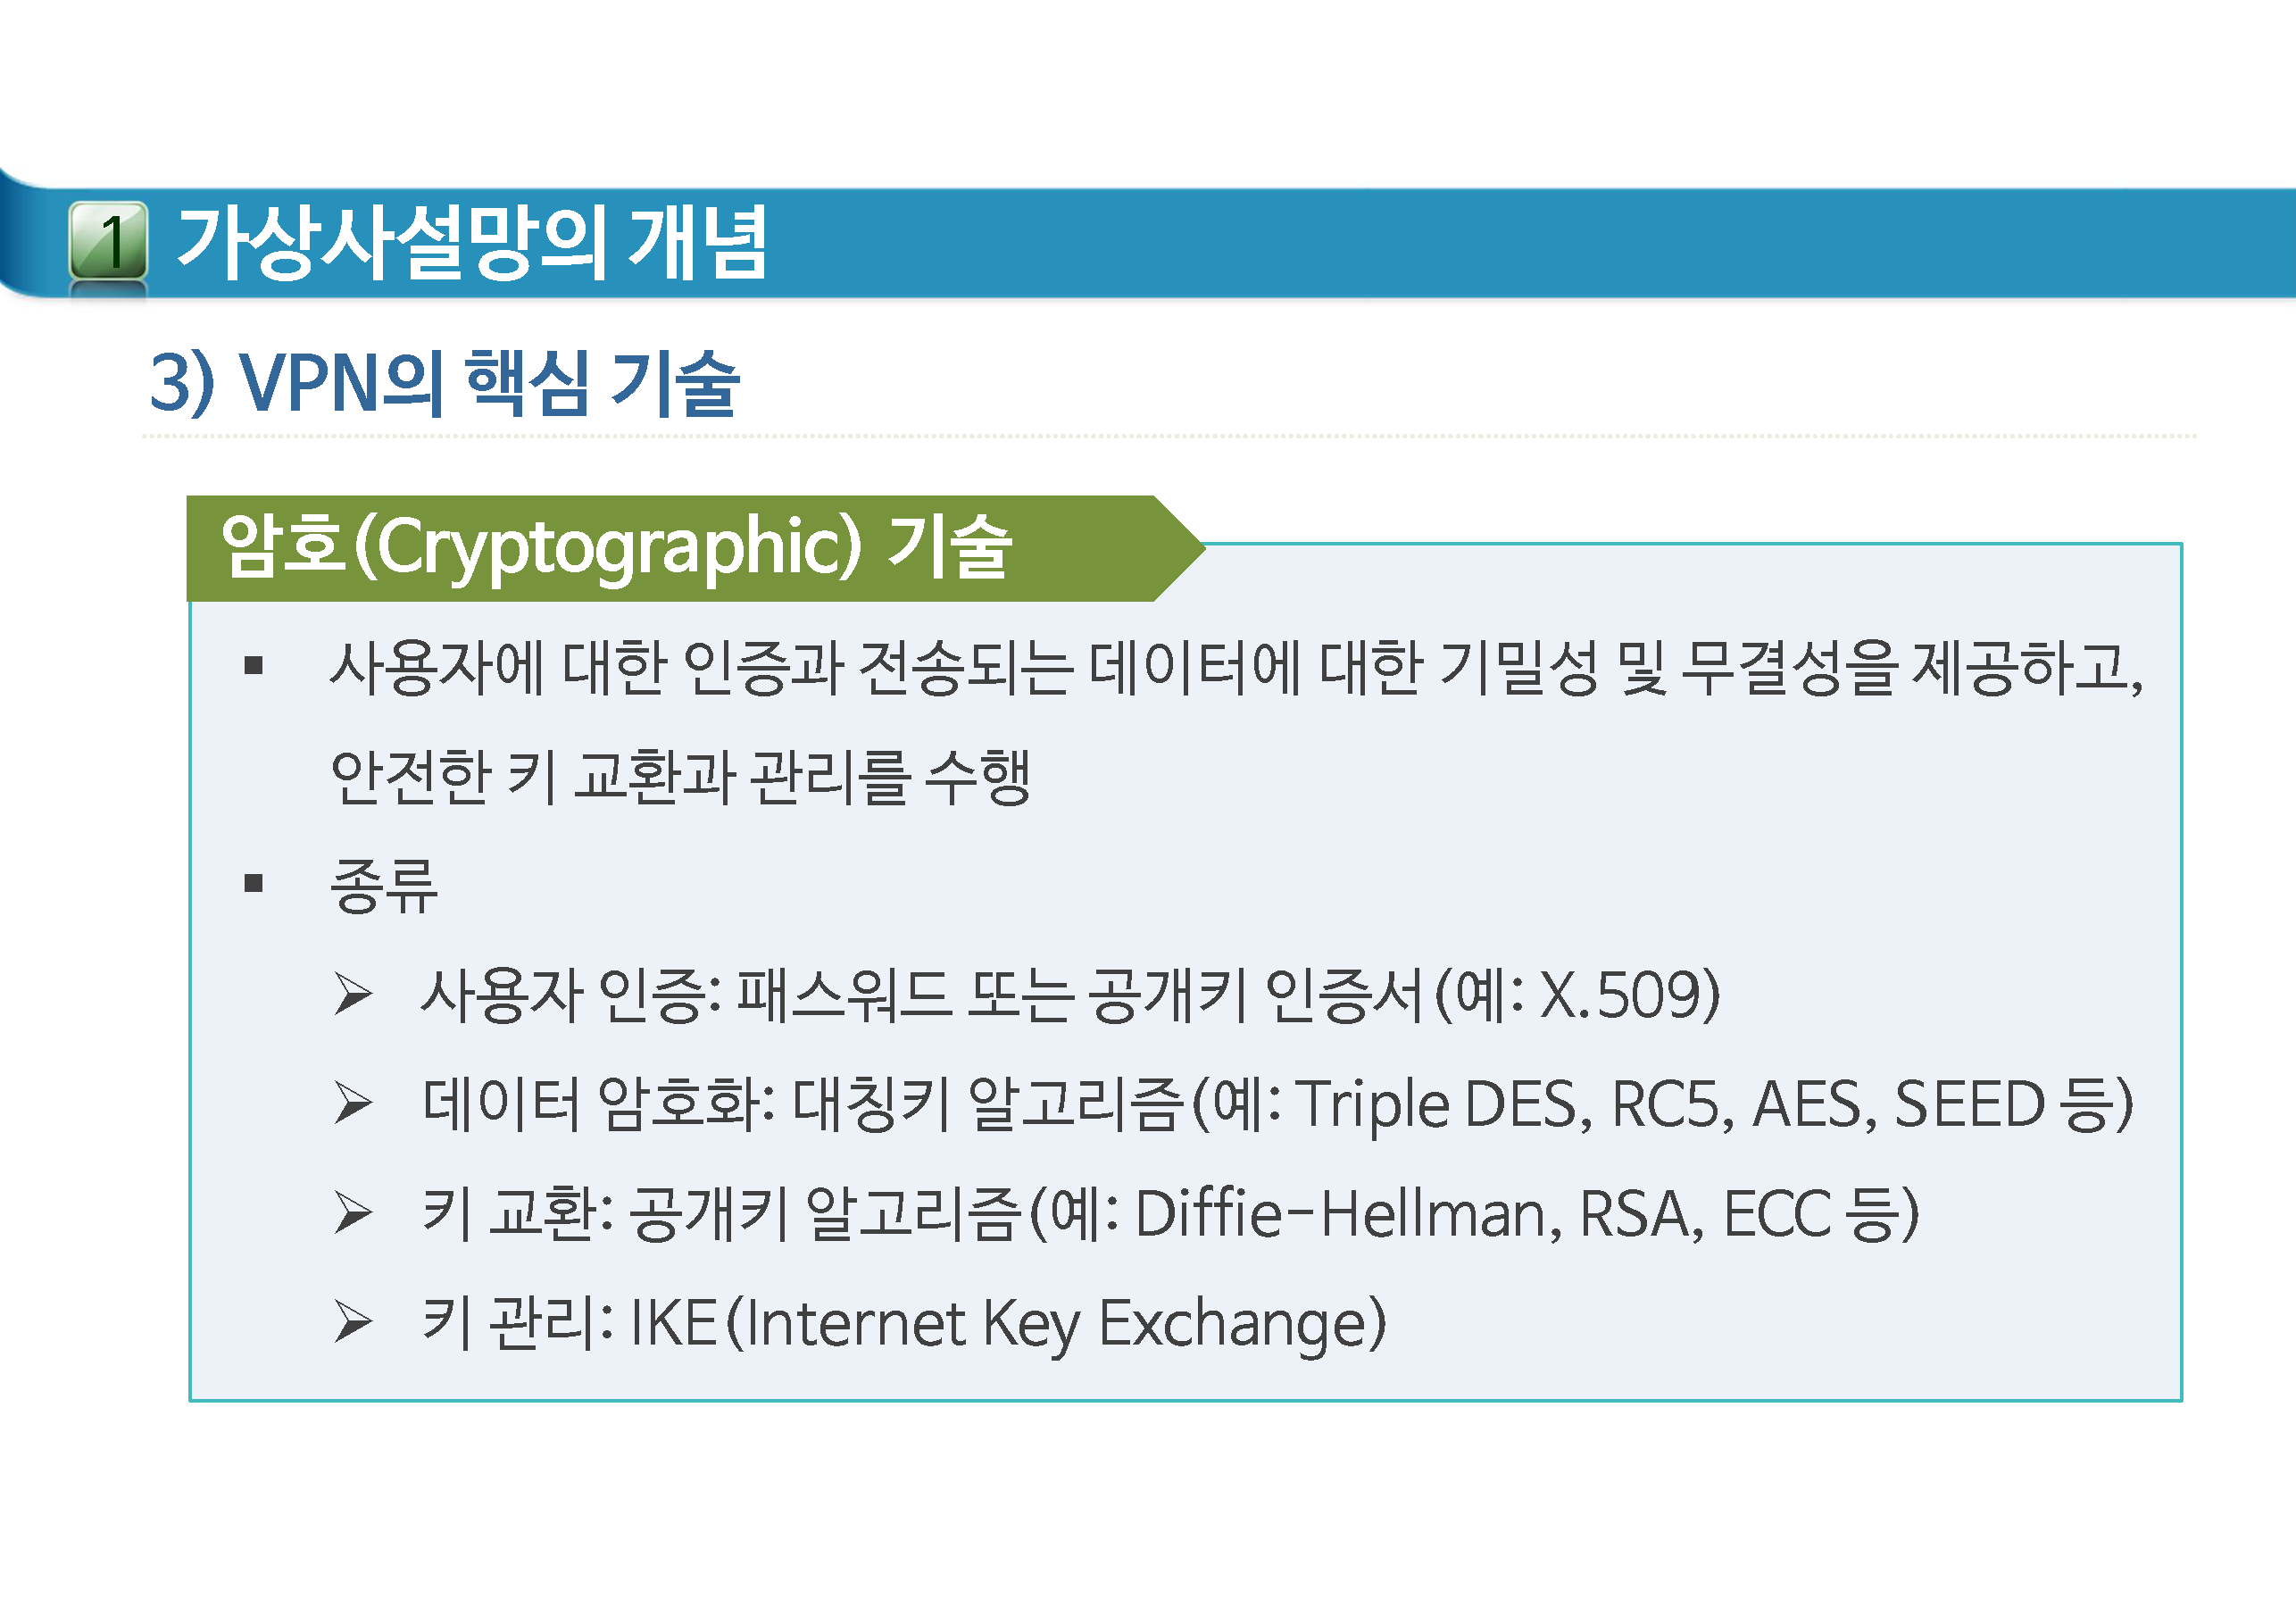 1 가상사설망의 개념
3) VPN의 핵심 기술
암호(Cryptographic) 기술
▪ 사용자에 대한 인증과 전송되는 데이터에 대한 기밀성 및 무결성을 제공하고,
안전한 키 교환과 관리를 수행
▪ 종류
➢ 사용자 인증: 패스워드 또는 공개키 인증서(예: X.509)
➢ 데이터 암호화: 대칭키 알고리즘(예: Triple DES, RC5, AES, SEED 등)
➢ 키 교환: 공개키 알고리즘(예: Diffie-Hellman, RSA, ECC 등)
➢ 키 관리: IKE(Internet Key Exchange)